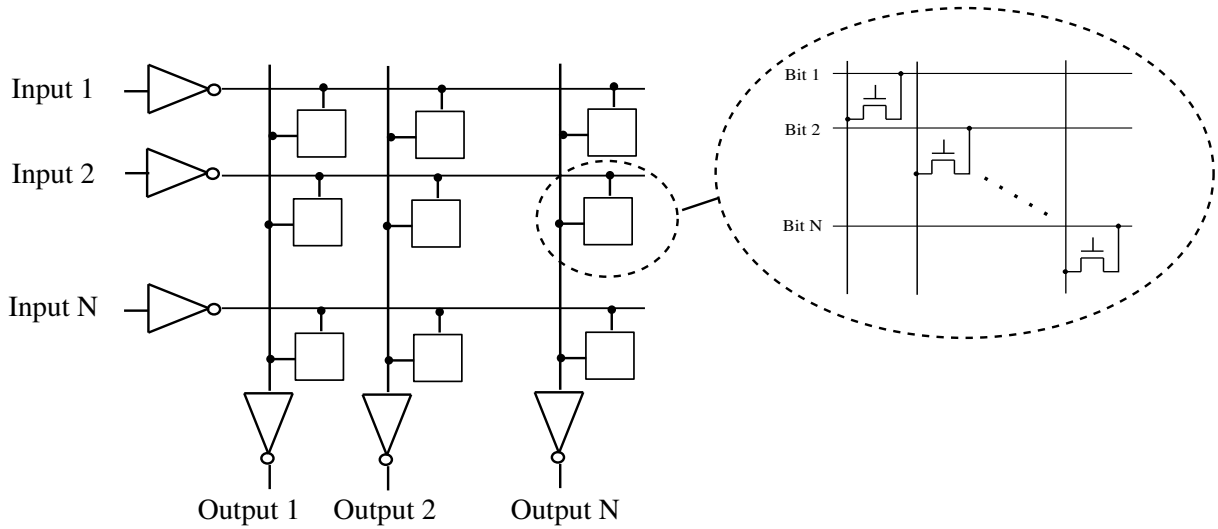 Input 1
Input 2
Input N
Output 1
Output 2
Output N
Bit 1
Bit 2
Bit N